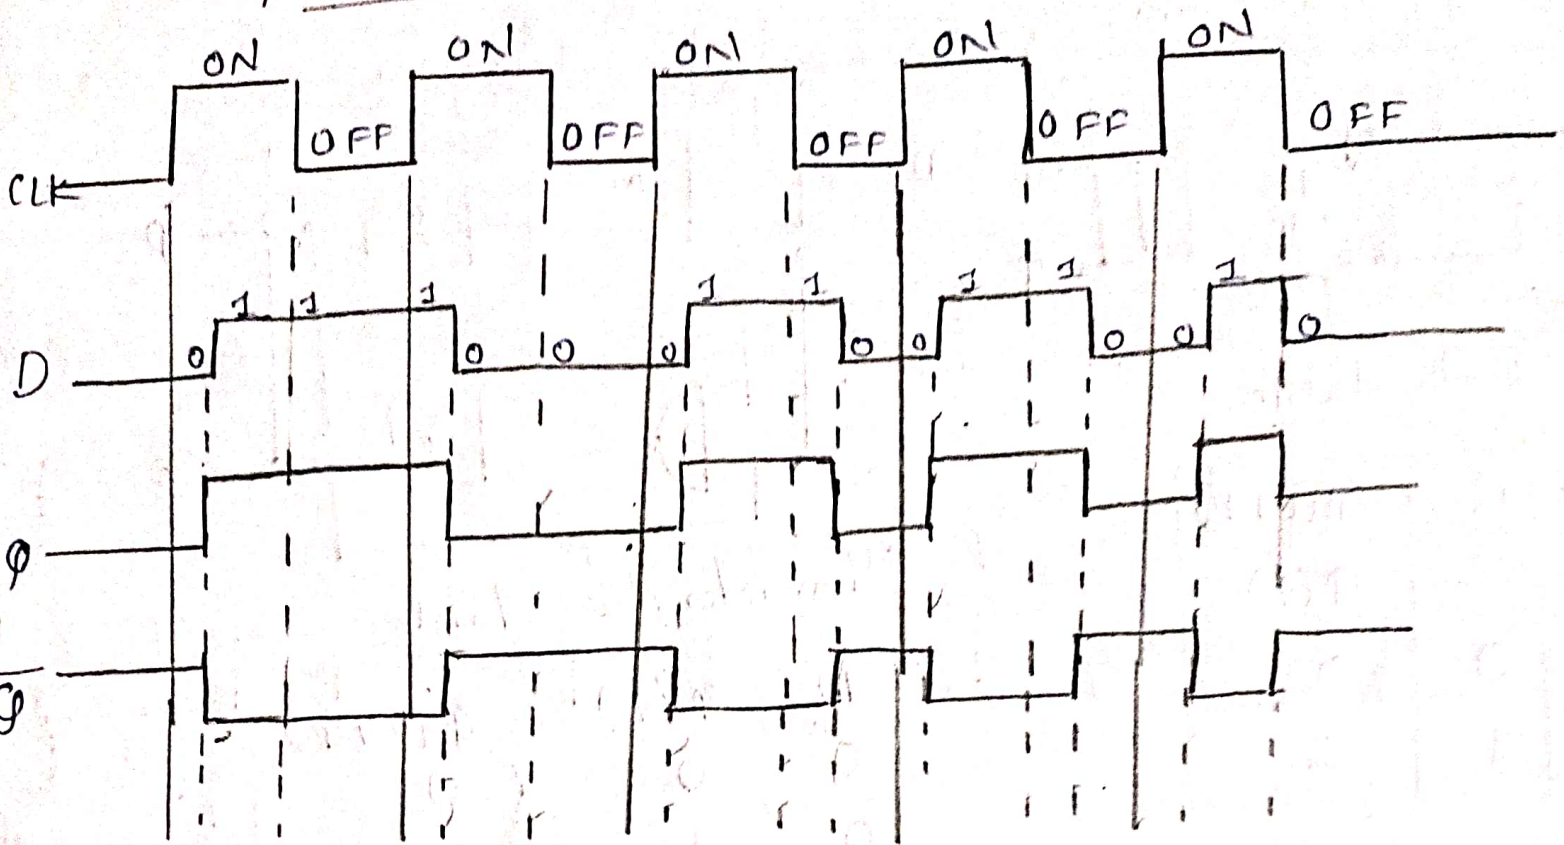 ON ON ON ON ON
OFF OFF OFF OFF OFF
CLK
1 1 1 1 1 1 1 1
0 0 0 0 0 0 0 0 0
D
Q
Q̅